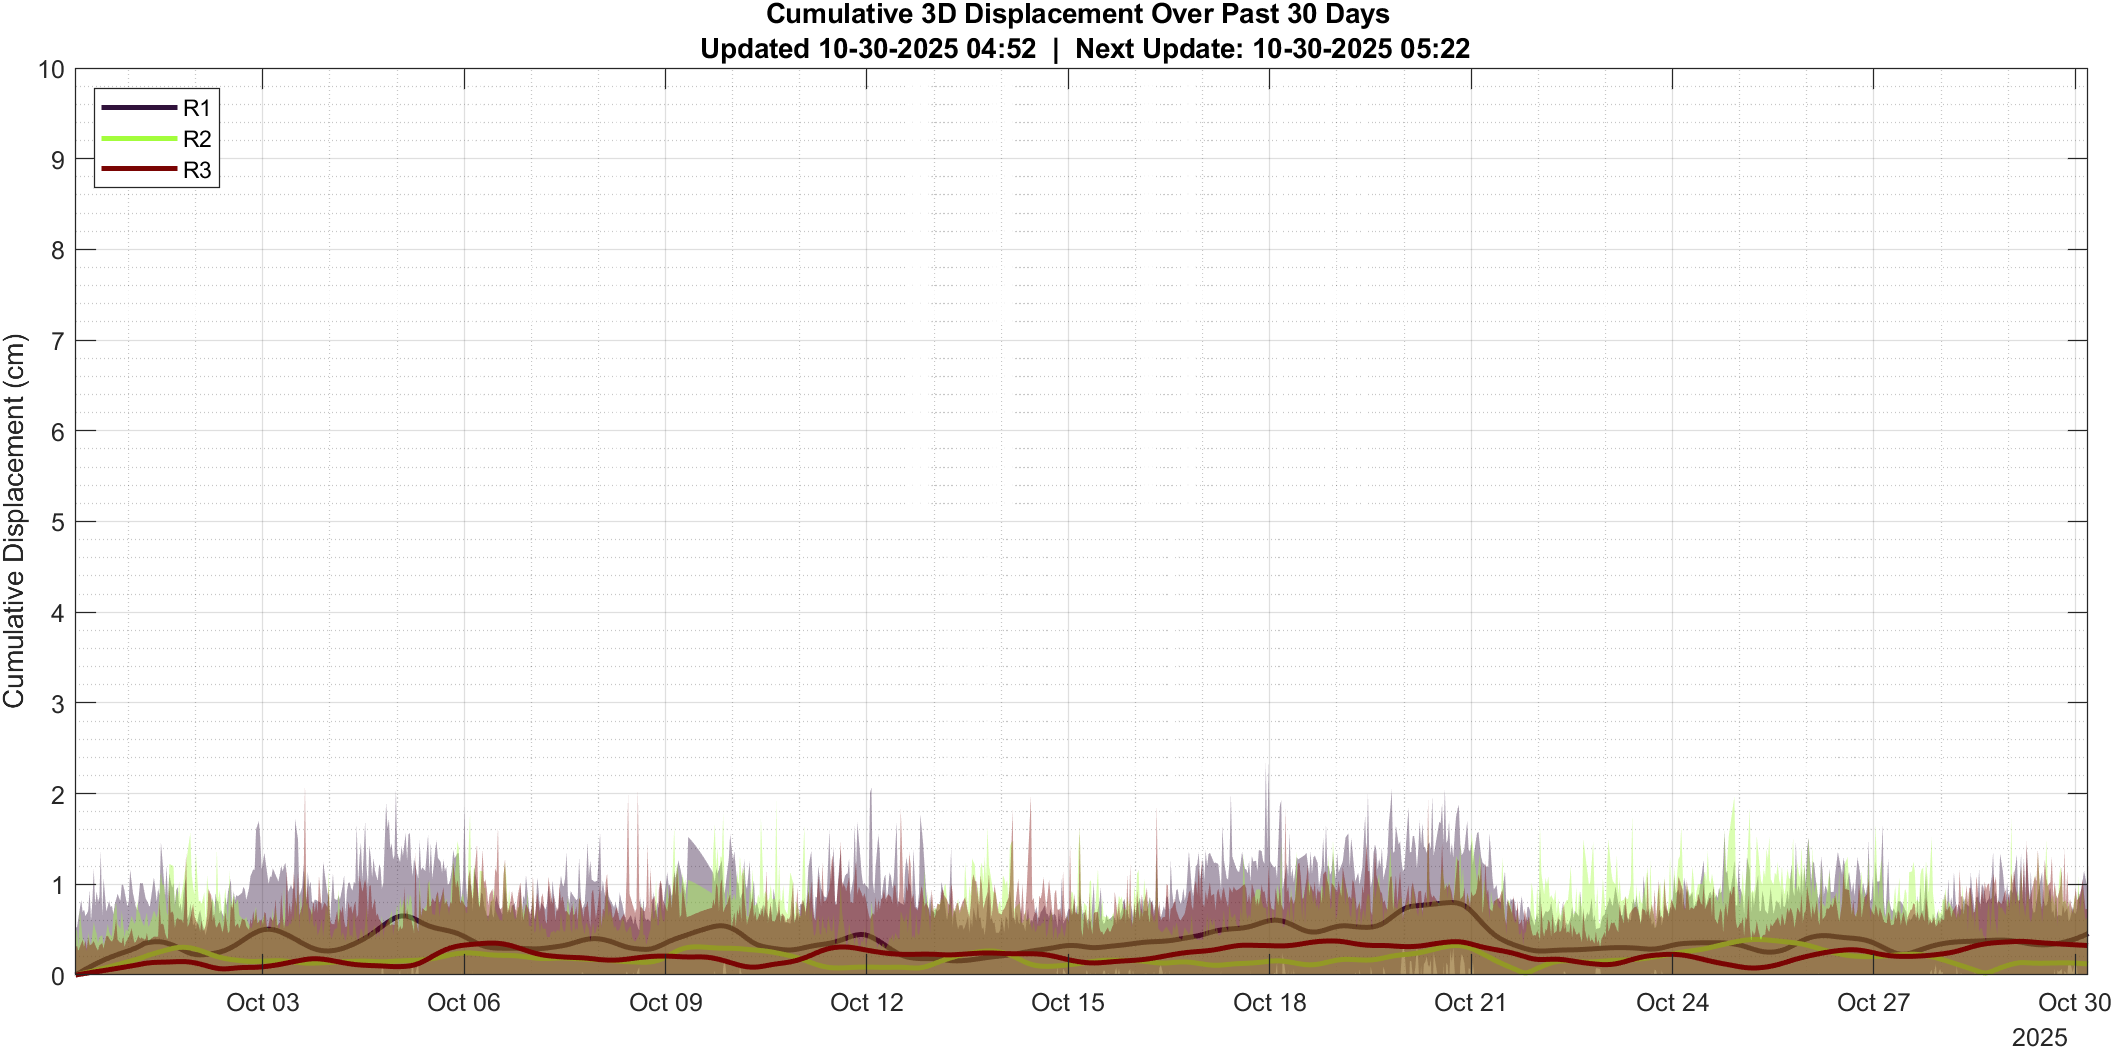 Cumulative 3D Displacement Over Past 30 Days
Updated 10-30-2025 04:52 | Next Update: 10-30-2025 05:22
R1
R2
R3
Cumulative Displacement (cm)
10
9
8
7
6
5
4
3
2
1
0
Oct 03 Oct 06 Oct 09 Oct 12 Oct 15 Oct 18 Oct 21 Oct 24 Oct 27 Oct 30
2025